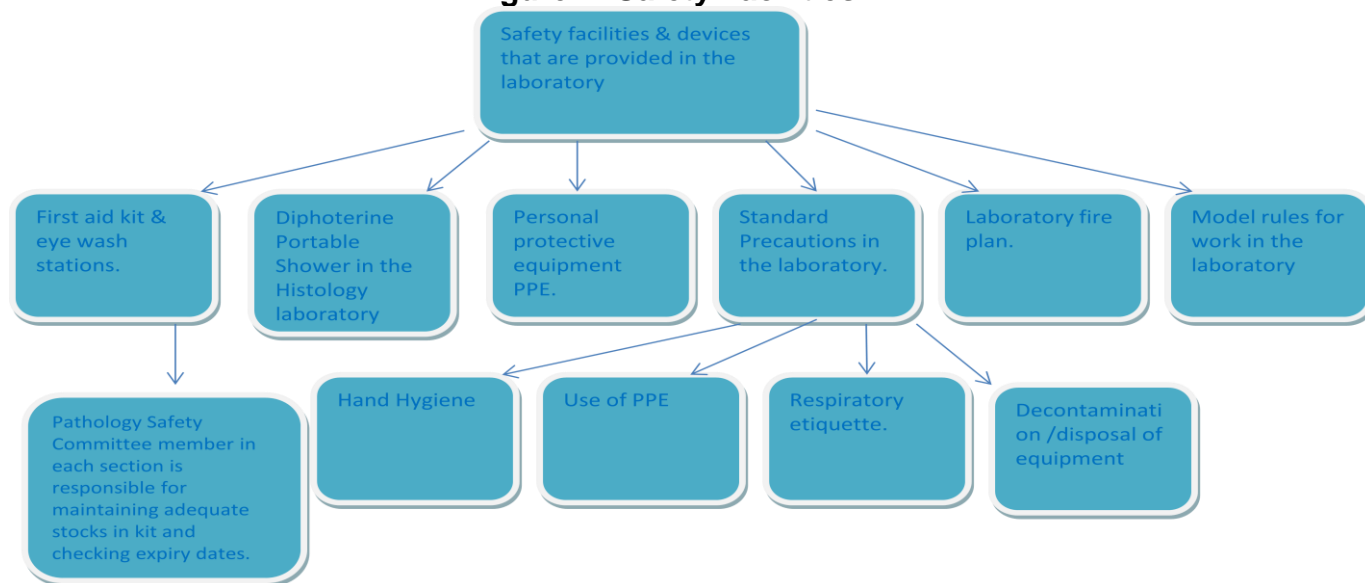 Safety facilities & devices
that are provided in the
laboratory
First aid kit &
eye wash
stations.
Diphoterine
Portable
Shower in the
Histology
laboratory
Personal
protective
equipment
PPE.
Standard
Precautions in
the laboratory.
Laboratory fire
plan.
Model rules for
work in the
laboratory
Pathology Safety
Committee member in
each section is
responsible for
maintaining adequate
stocks in kit and
checking expiry dates.
Hand Hygiene
Use of PPE
Respiratory
etiquette.
Decontaminati
on /disposal of
equipment